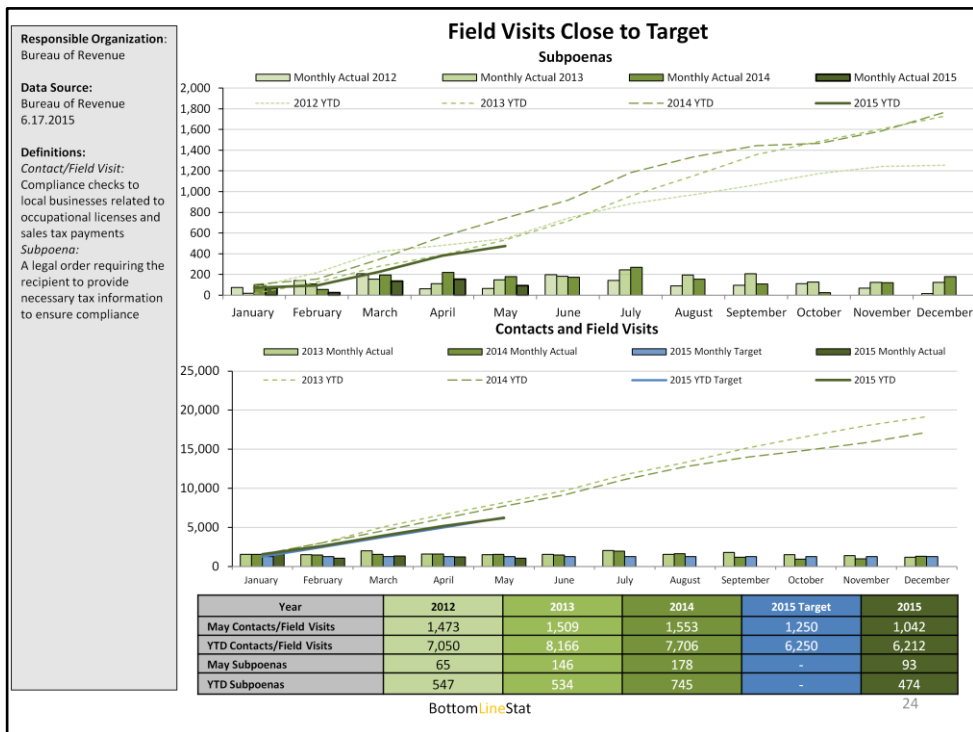 Responsible Organization:
Bureau of Revenue
Data Source:
Bureau of Revenue
6.17.2015
Definitions:
Contact/Field Visit:
Compliance checks to
local businesses related to
occupational licenses and
sales tax payments
Subpoena:
A legal order requiring the
recipient to provide
necessary tax information
to ensure compliance
Field Visits Close to Target
Subpoenas
Monthly Actual 2012 Monthly Actual 2013 Monthly Actual 2014 Monthly Actual 2015
2012 YTD 2013 YTD 2014 YTD 2015 YTD
2,000
1,800
1,600
1,400
1,200
1,000
800
600
400
200
0
January February March April May June July August September October November December
Contacts and Field Visits
2013 Monthly Actual 2014 Monthly Actual 2015 Monthly Target 2015 Monthly Actual
2013 YTD 2014 YTD 2015 YTD Target 2015 YTD
25,000
20,000
15,000
10,000
5,000
0
January February March April May June July August September October November December
Year 2012 2013 2014 2015 Target 2015
May Contacts/Field Visits 1,473 1,509 1,553 1,250 1,042
YTD Contacts/Field Visits 7,050 8,166 7,706 6,250 6,212
May Subpoenas 65 146 178 - 93
YTD Subpoenas 547 534 745 - 474
BottomLineStat
24